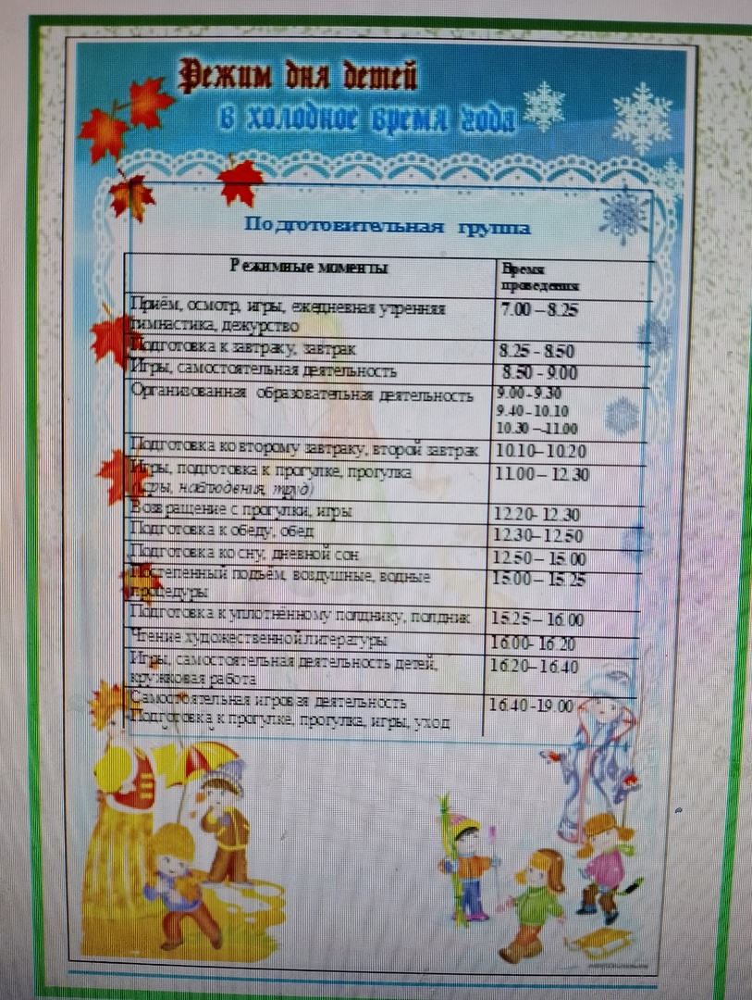 Режим дня детей
в холодное время года
Подготовительная группа
Режимные моменты
Время
проведения
Приём, осмотр, игры, ежедневная утренняя
гимнастика, дежурство
7.00 – 8.25
Подготовка к завтраку, завтрак
8.25 - 8.50
Игры, самостоятельная деятельность
8.50 - 9.00
Организованная образовательная деятельность
9.00 - 9.30
9.40 - 10.10
10.30 – 11.00
Подготовка ко второму завтраку, второй завтрак
10.10 – 10.20
Игры, подготовка к прогулке, прогулка
(игры, наблюдения, труд)
11.00 – 12.30
Возвращение с прогулки, игры
12.20- 12.30
Подготовка к обеду, обед
12.30– 12.50
Подготовка ко сну, дневной сон
12.50 – 15.00
Постепенный подъём, воздушные, водные
процедуры
15.00 – 15.25
Подготовка к уплотнённому полднику, полдник
15.25 – 16.00
Чтение художественной литературы
16.00- 16.20
Игры, самостоятельная деятельность детей,
кружковая работа
16.20– 16.40
Самостоятельная игровая деятельность
Подготовка к прогулке, прогулка, игры, уход
16.40 -19.00